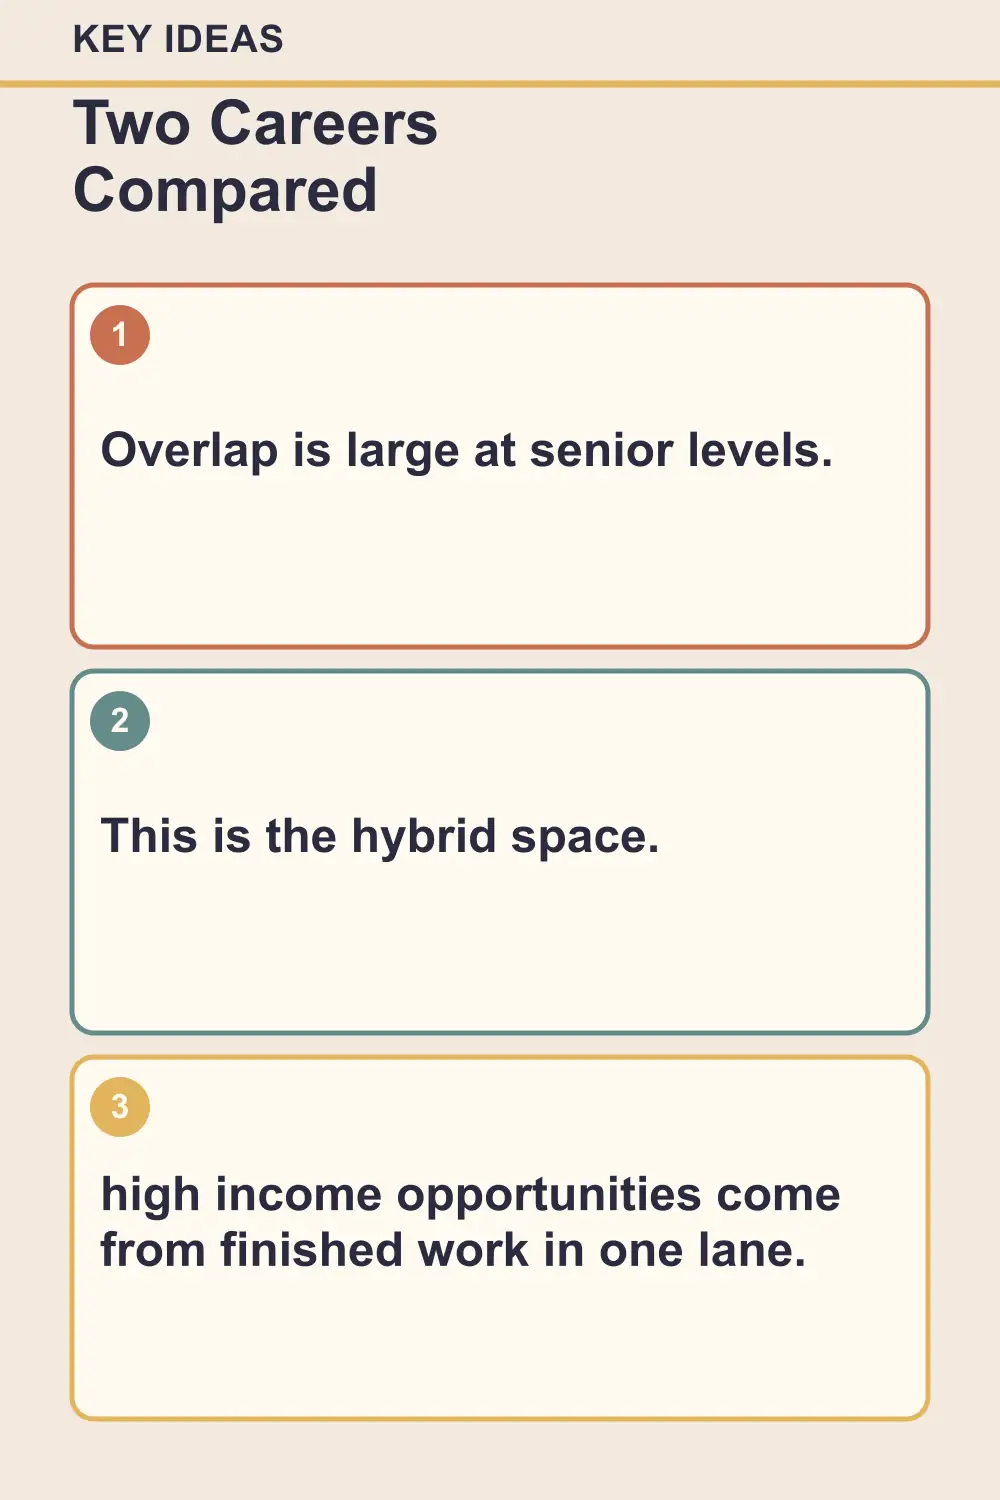 KEY IDEAS
Two Careers
Compared
1
Overlap is large at senior levels.
2
This is the hybrid space.
3
high income opportunities come
from finished work in one lane.